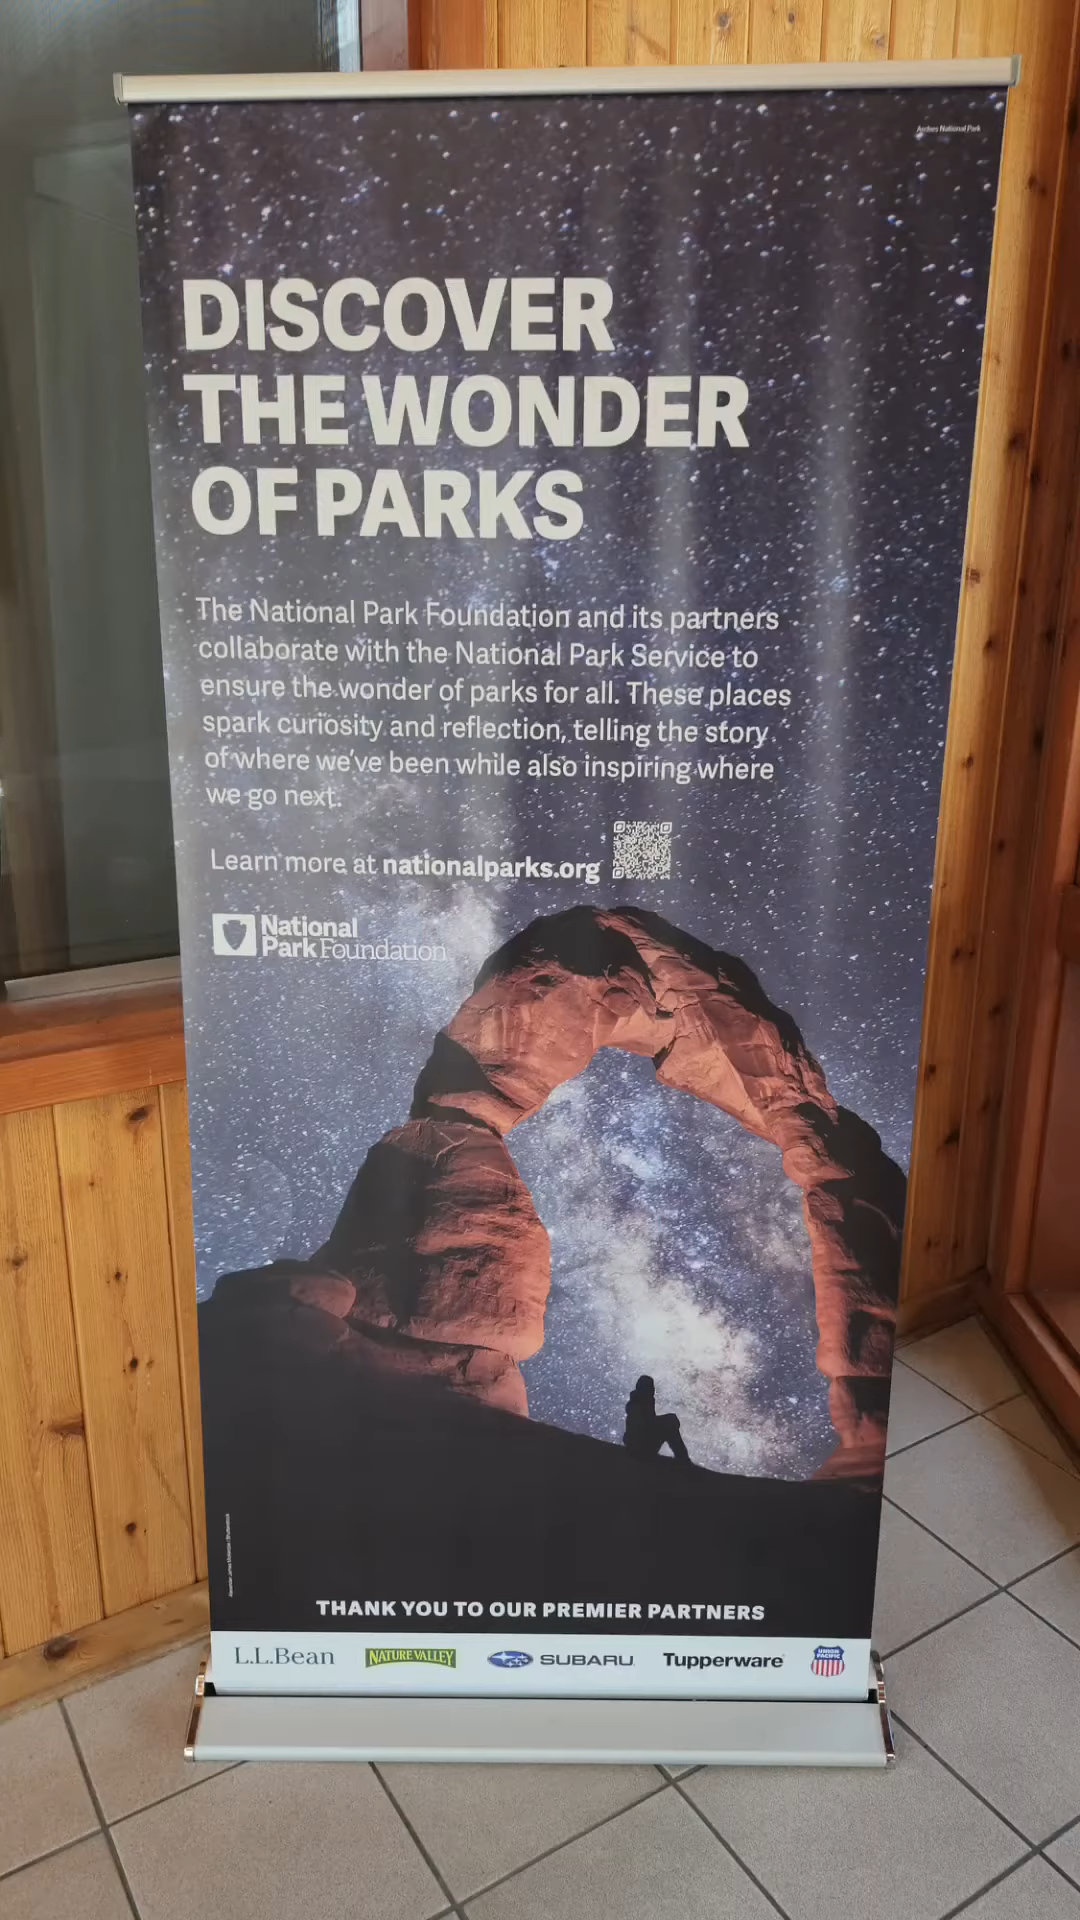 Arches National Park
DISCOVER
THE WONDER
OF PARKS
The National Park Foundation and its partners
collaborate with the National Park Service to
ensure the wonder of parks for all. These places
spark curiosity and reflection, telling the story
of where we've been while also inspiring where
we go next.
Learn more at nationalparks.org
National
Park Foundation
THANK YOU TO OUR PREMIER PARTNERS
L.L.Bean
NATURE VALLEY
SUBARU
Tupperware
UNION
PACIFIC